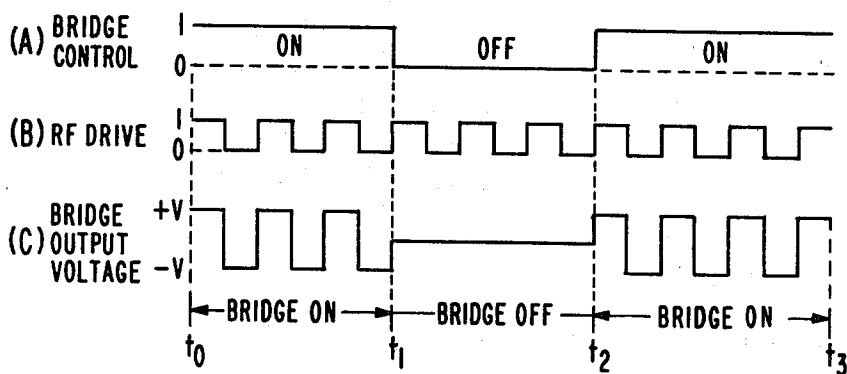 (A) BRIDGE CONTROL 1 0 ON OFF ON
(B) RF DRIVE 1 0
(C) BRIDGE OUTPUT VOLTAGE +V -V
BRIDGE ON BRIDGE OFF BRIDGE ON
t0 t1 t2 t3